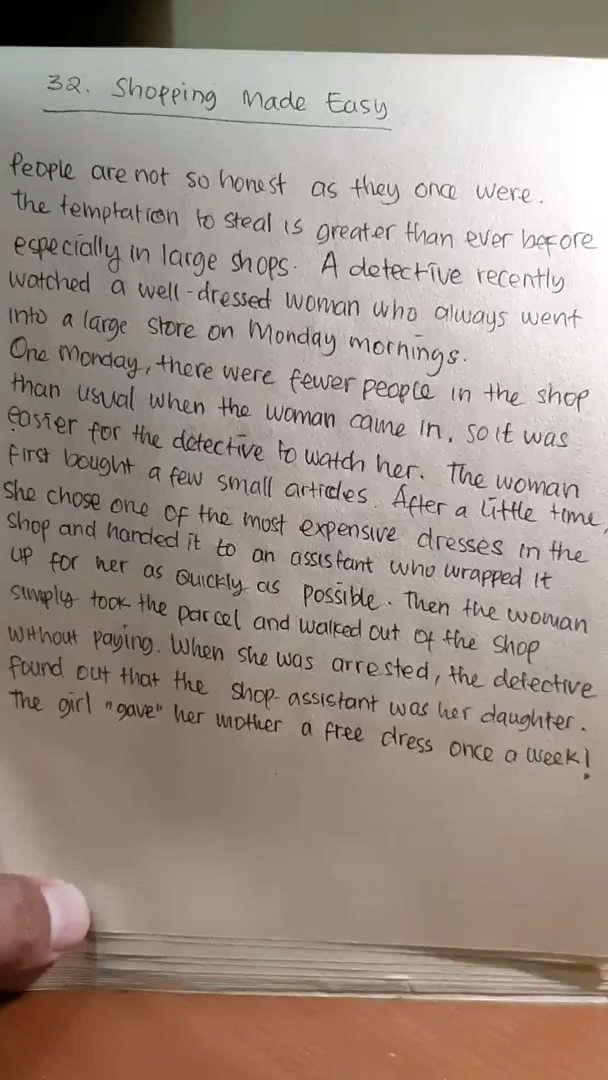 32. Shopping Made Easy
People are not so honest as they once were.
The temptation to steal is greater than ever before
especially in large shops. A detective recently
watched a well-dressed woman who always went
into a large store on Monday mornings.
One Monday, there were fewer people in the shop
than usual when the woman came in, so it was
easier for the detective to watch her. The woman
first bought a few small articles. After a little time,
she chose one of the most expensive dresses in the
shop and handed it to an assistant who wrapped it
up for her as quickly as possible. Then the woman
simply took the parcel and walked out of the shop
without paying. When she was arrested, the detective
found out that the shop-assistant was her daughter.
The girl "gave" her mother a free dress once a week!